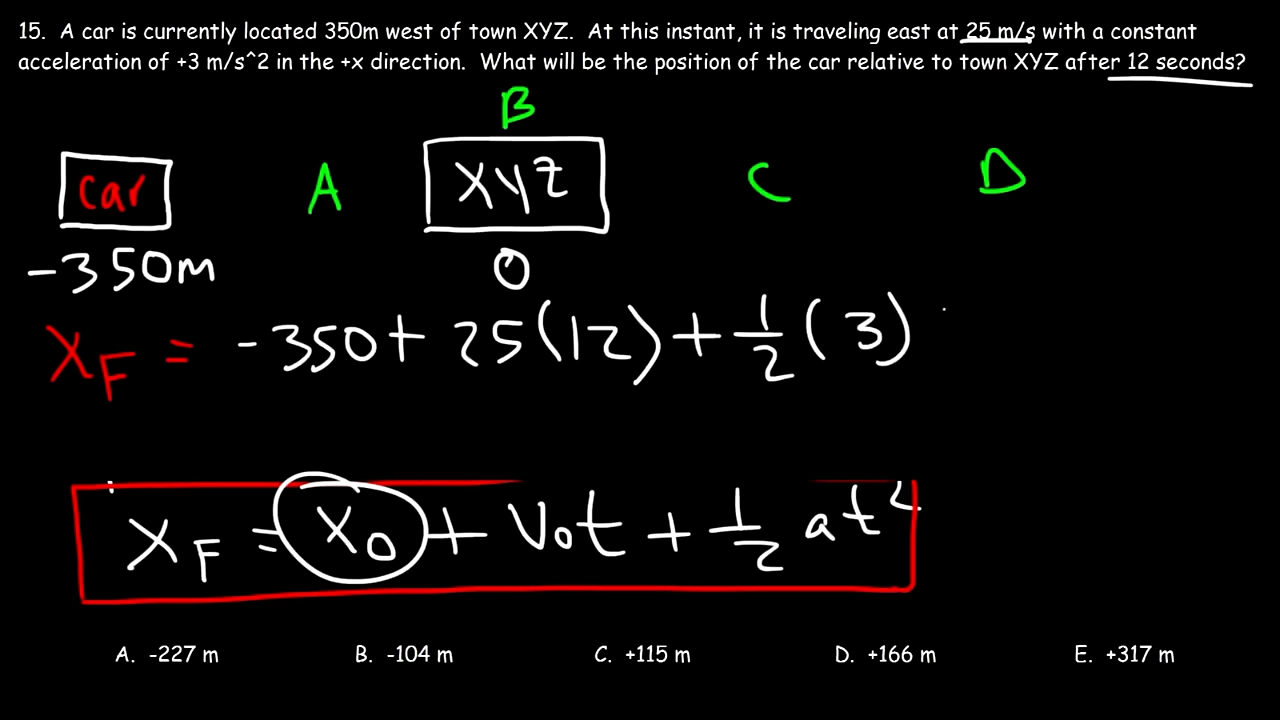 15. A car is currently located 350m west of town XYZ. At this instant, it is traveling east at 25 m/s with a constant
acceleration of +3 m/s^2 in the +x direction. What will be the position of the car relative to town XYZ after 12 seconds?
B
car A XYZ C D
-350m 0
XF = -350 + 25(12) + 1/2 (3)
XF = X0 + V0t + 1/2 at²
A. -227 m B. -104 m C. +115 m D. +166 m E. +317 m